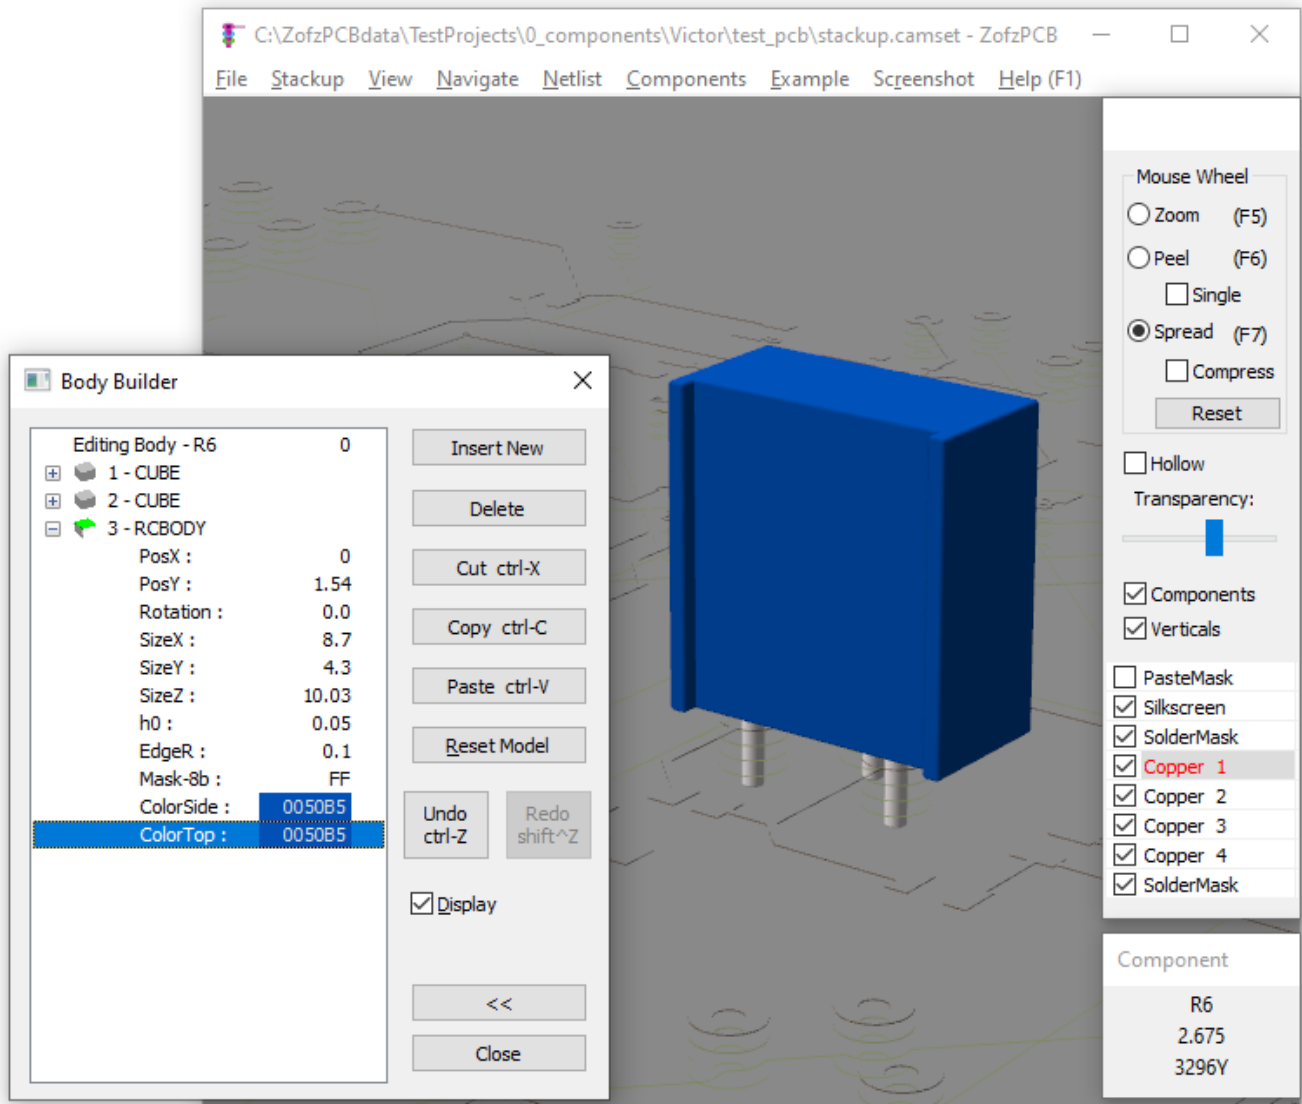 C:\ZofzPCBdata\TestProjects\0_components\Victor\test_pcb\stackup.camset - ZofzPCB
File Stackup View Navigate Netlist Components Example Screenshot Help (F1)
Mouse Wheel
Zoom (F5)
Peel (F6)
Single
Spread (F7)
Compress
Reset
Hollow
Transparency:
Components
Verticals
PasteMask
Silkscreen
SolderMask
Copper 1
Copper 2
Copper 3
Copper 4
SolderMask
Component
R6
2.675
3296Y
Body Builder
Editing Body - R6 0
1 - CUBE
2 - CUBE
3 - RCBODY
PosX : 0
PosY : 1.54
Rotation : 0.0
SizeX : 8.7
SizeY : 4.3
SizeZ : 10.03
h0 : 0.05
EdgeR : 0.1
Mask-8b : FF
ColorSide : 0050B5
ColorTop : 0050B5
Insert New
Delete
Cut ctrl-X
Copy ctrl-C
Paste ctrl-V
Reset Model
Undo ctrl-Z
Redo shift^Z
Display
<<
Close